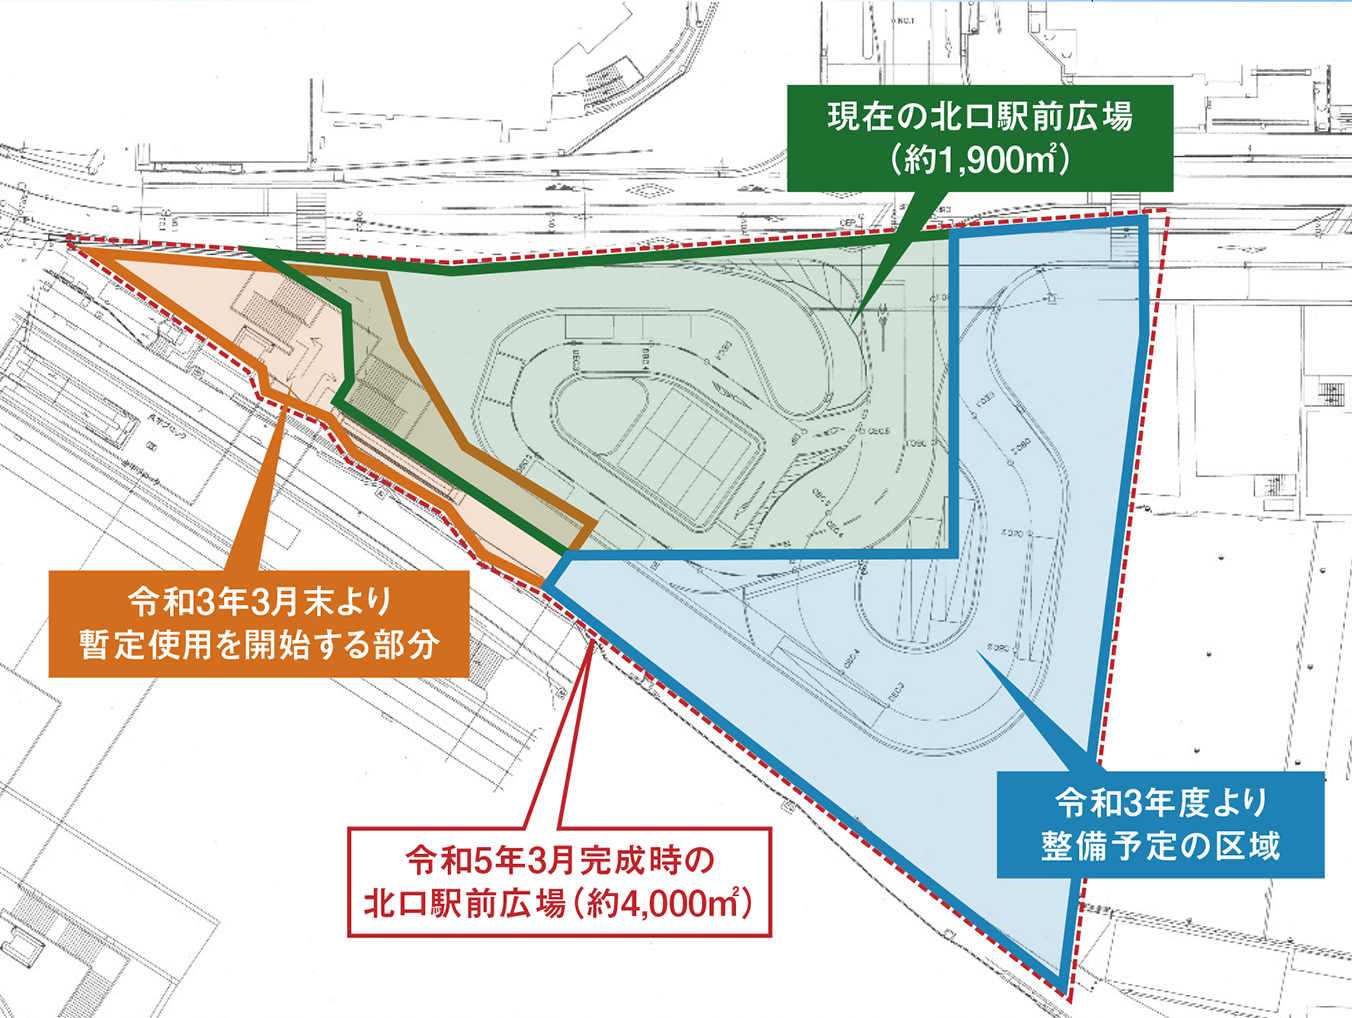 現在の北口駅前広場
（約1,900㎡）
令和3年3月末より
暫定使用を開始する部分
令和5年3月完成時の
北口駅前広場（約4,000㎡）
令和3年度より
整備予定の区域
NO.1